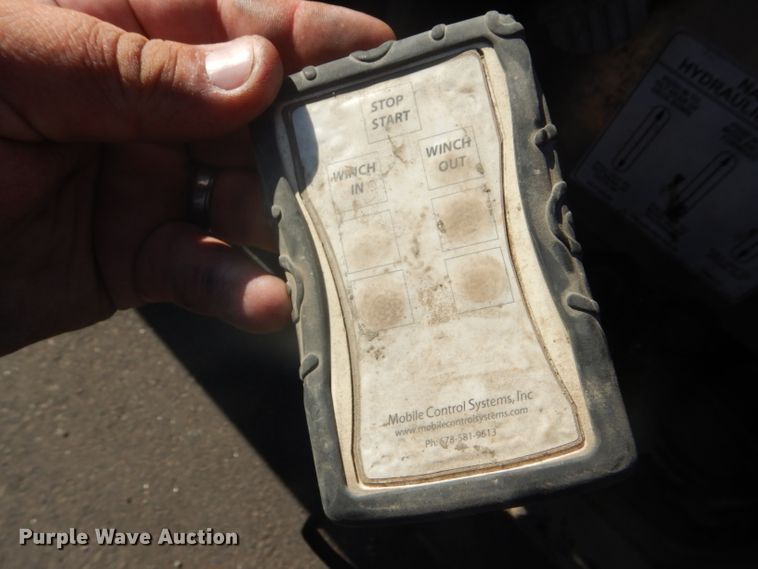 STOP
START
WINCH
IN
WINCH
OUT
Mobile Control Systems, Inc
www.mobilecontrolsystems.com
Ph: 678-581-9613
HYDRAUL
Purple Wave Auction